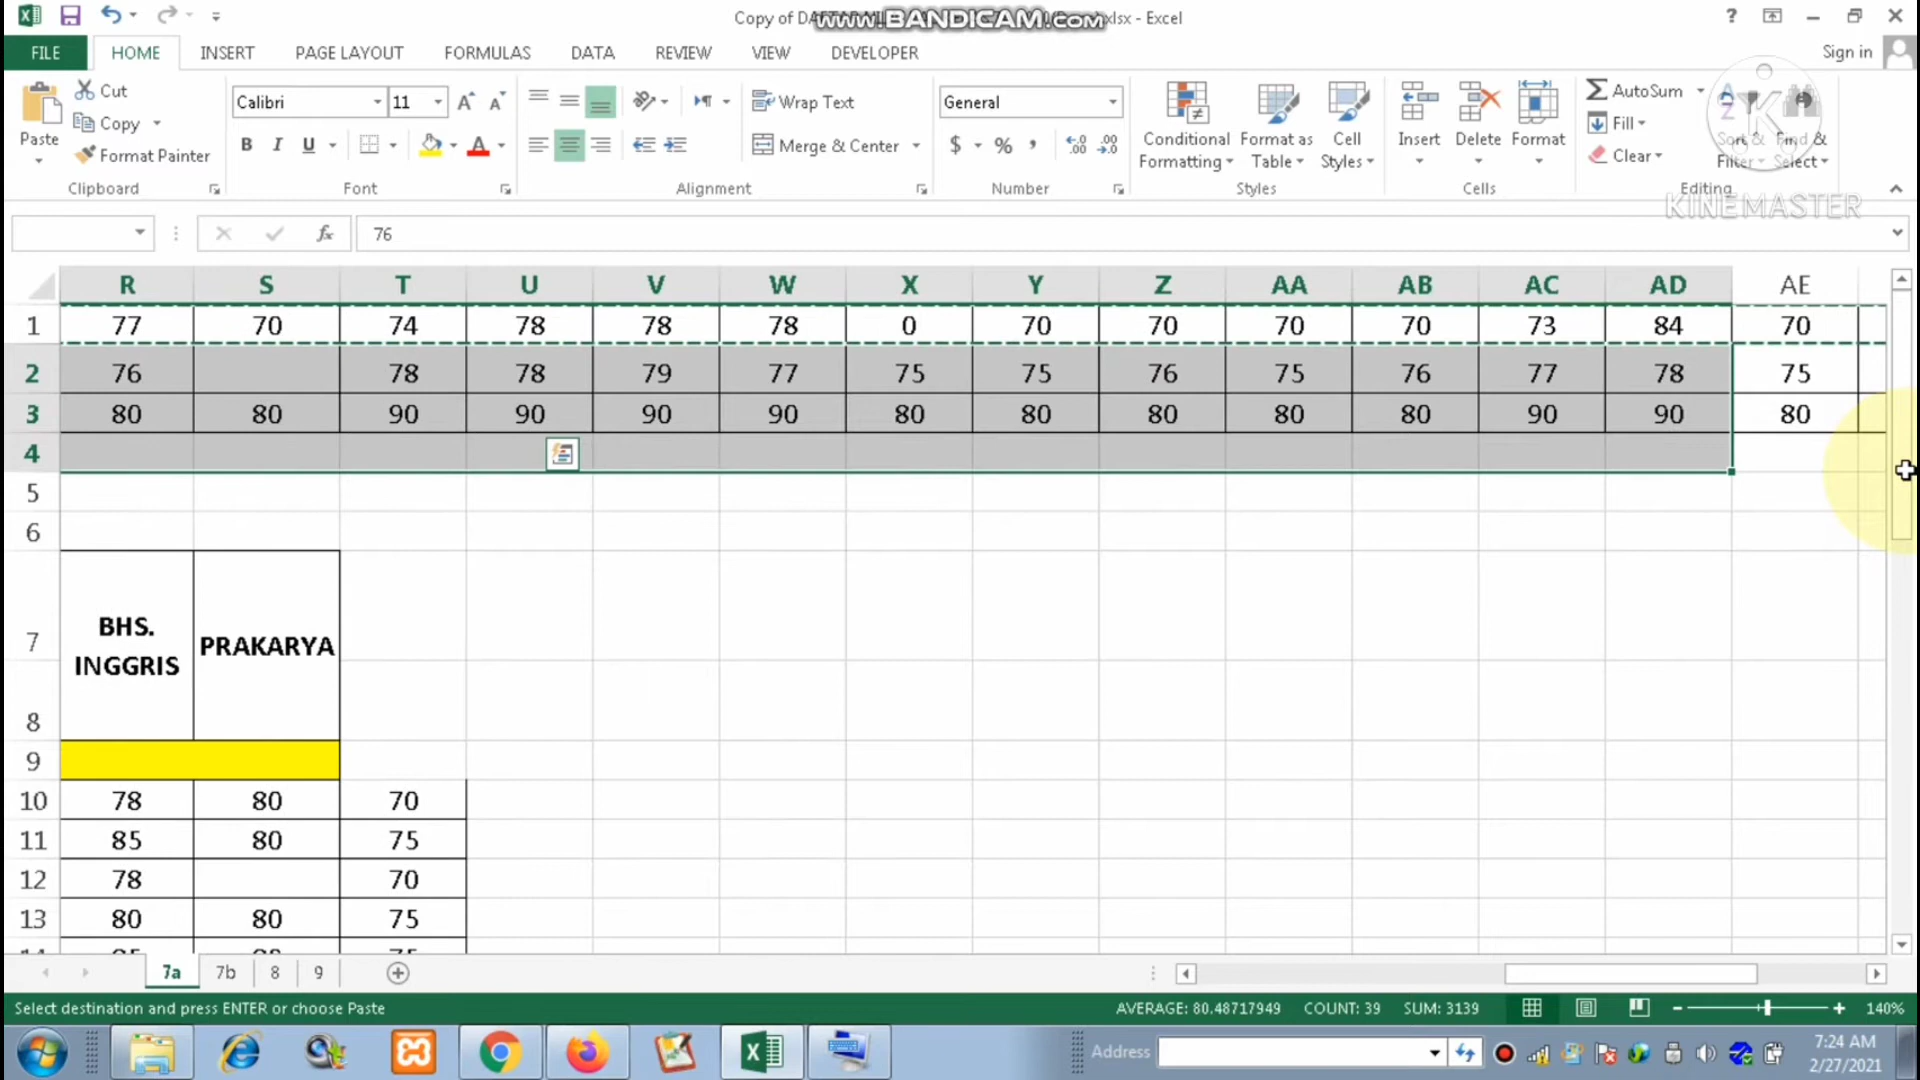 Copy of DAFTAR www.BANDICAM.com .xlsx - Excel
FILE HOME INSERT PAGE LAYOUT FORMULAS DATA REVIEW VIEW DEVELOPER Sign in
Cut
Copy
Format Painter
Paste
Clipboard
Calibri 11
B I U
Font
Wrap Text
Merge & Center
Alignment
General
$ % ,
Number
Conditional Formatting
Format as Table
Cell Styles
Styles
Insert Delete Format
Cells
AutoSum
Fill
Clear
Sort & Filter
Find & Select
Editing
KINEMASTER
fx 76
R S T U V W X Y Z AA AB AC AD AE
1 77 70 74 78 78 78 0 70 70 70 70 73 84 70
2 76 78 78 79 77 75 75 76 75 76 77 78 75
3 80 80 90 90 90 90 80 80 80 80 80 90 90 80
4
5
6
7 BHS. INGGRIS PRAKARYA
8
9
10 78 80 70
11 85 80 75
12 78 70
13 80 80 75
7a 7b 8 9
Select destination and press ENTER or choose Paste AVERAGE: 80.48717949 COUNT: 39 SUM: 3139 140%
Address
7:24 AM
2/27/2021